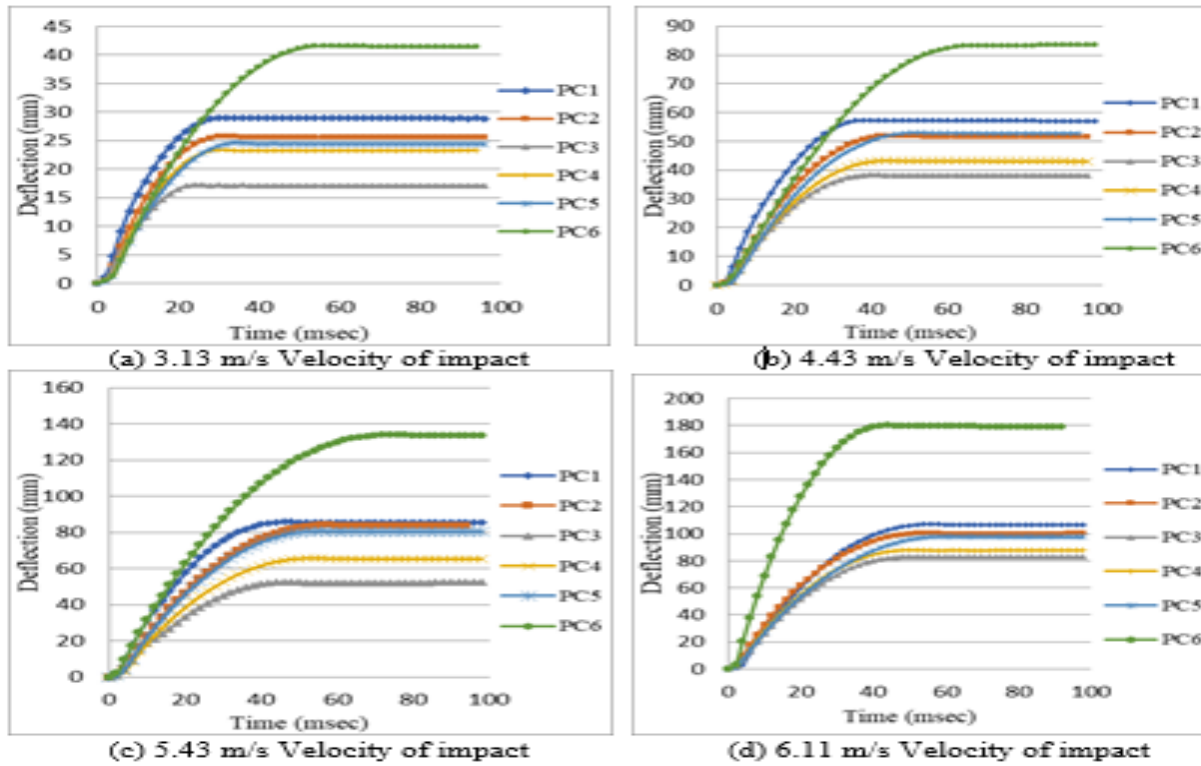 45
40
35
30
25
20
15
10
5
0
Deflection (mm)
0 20 40 60 80 100
Time (msec)
PC1
PC2
PC3
PC4
PC5
PC6
(a) 3.13 m/s Velocity of impact
90
80
70
60
50
40
30
20
10
0
Deflection (mm)
0 20 40 60 80 100
Time (msec)
PC1
PC2
PC3
PC4
PC5
PC6
(b) 4.43 m/s Velocity of impact
160
140
120
100
80
60
40
20
0
Deflection (mm)
0 20 40 60 80 100
Time (msec)
PC1
PC2
PC3
PC4
PC5
PC6
(c) 5.43 m/s Velocity of impact
200
180
160
140
120
100
80
60
40
20
0
Deflection (mm)
0 20 40 60 80 100
Time (msec)
PC1
PC2
PC3
PC4
PC5
PC6
(d) 6.11 m/s Velocity of impact